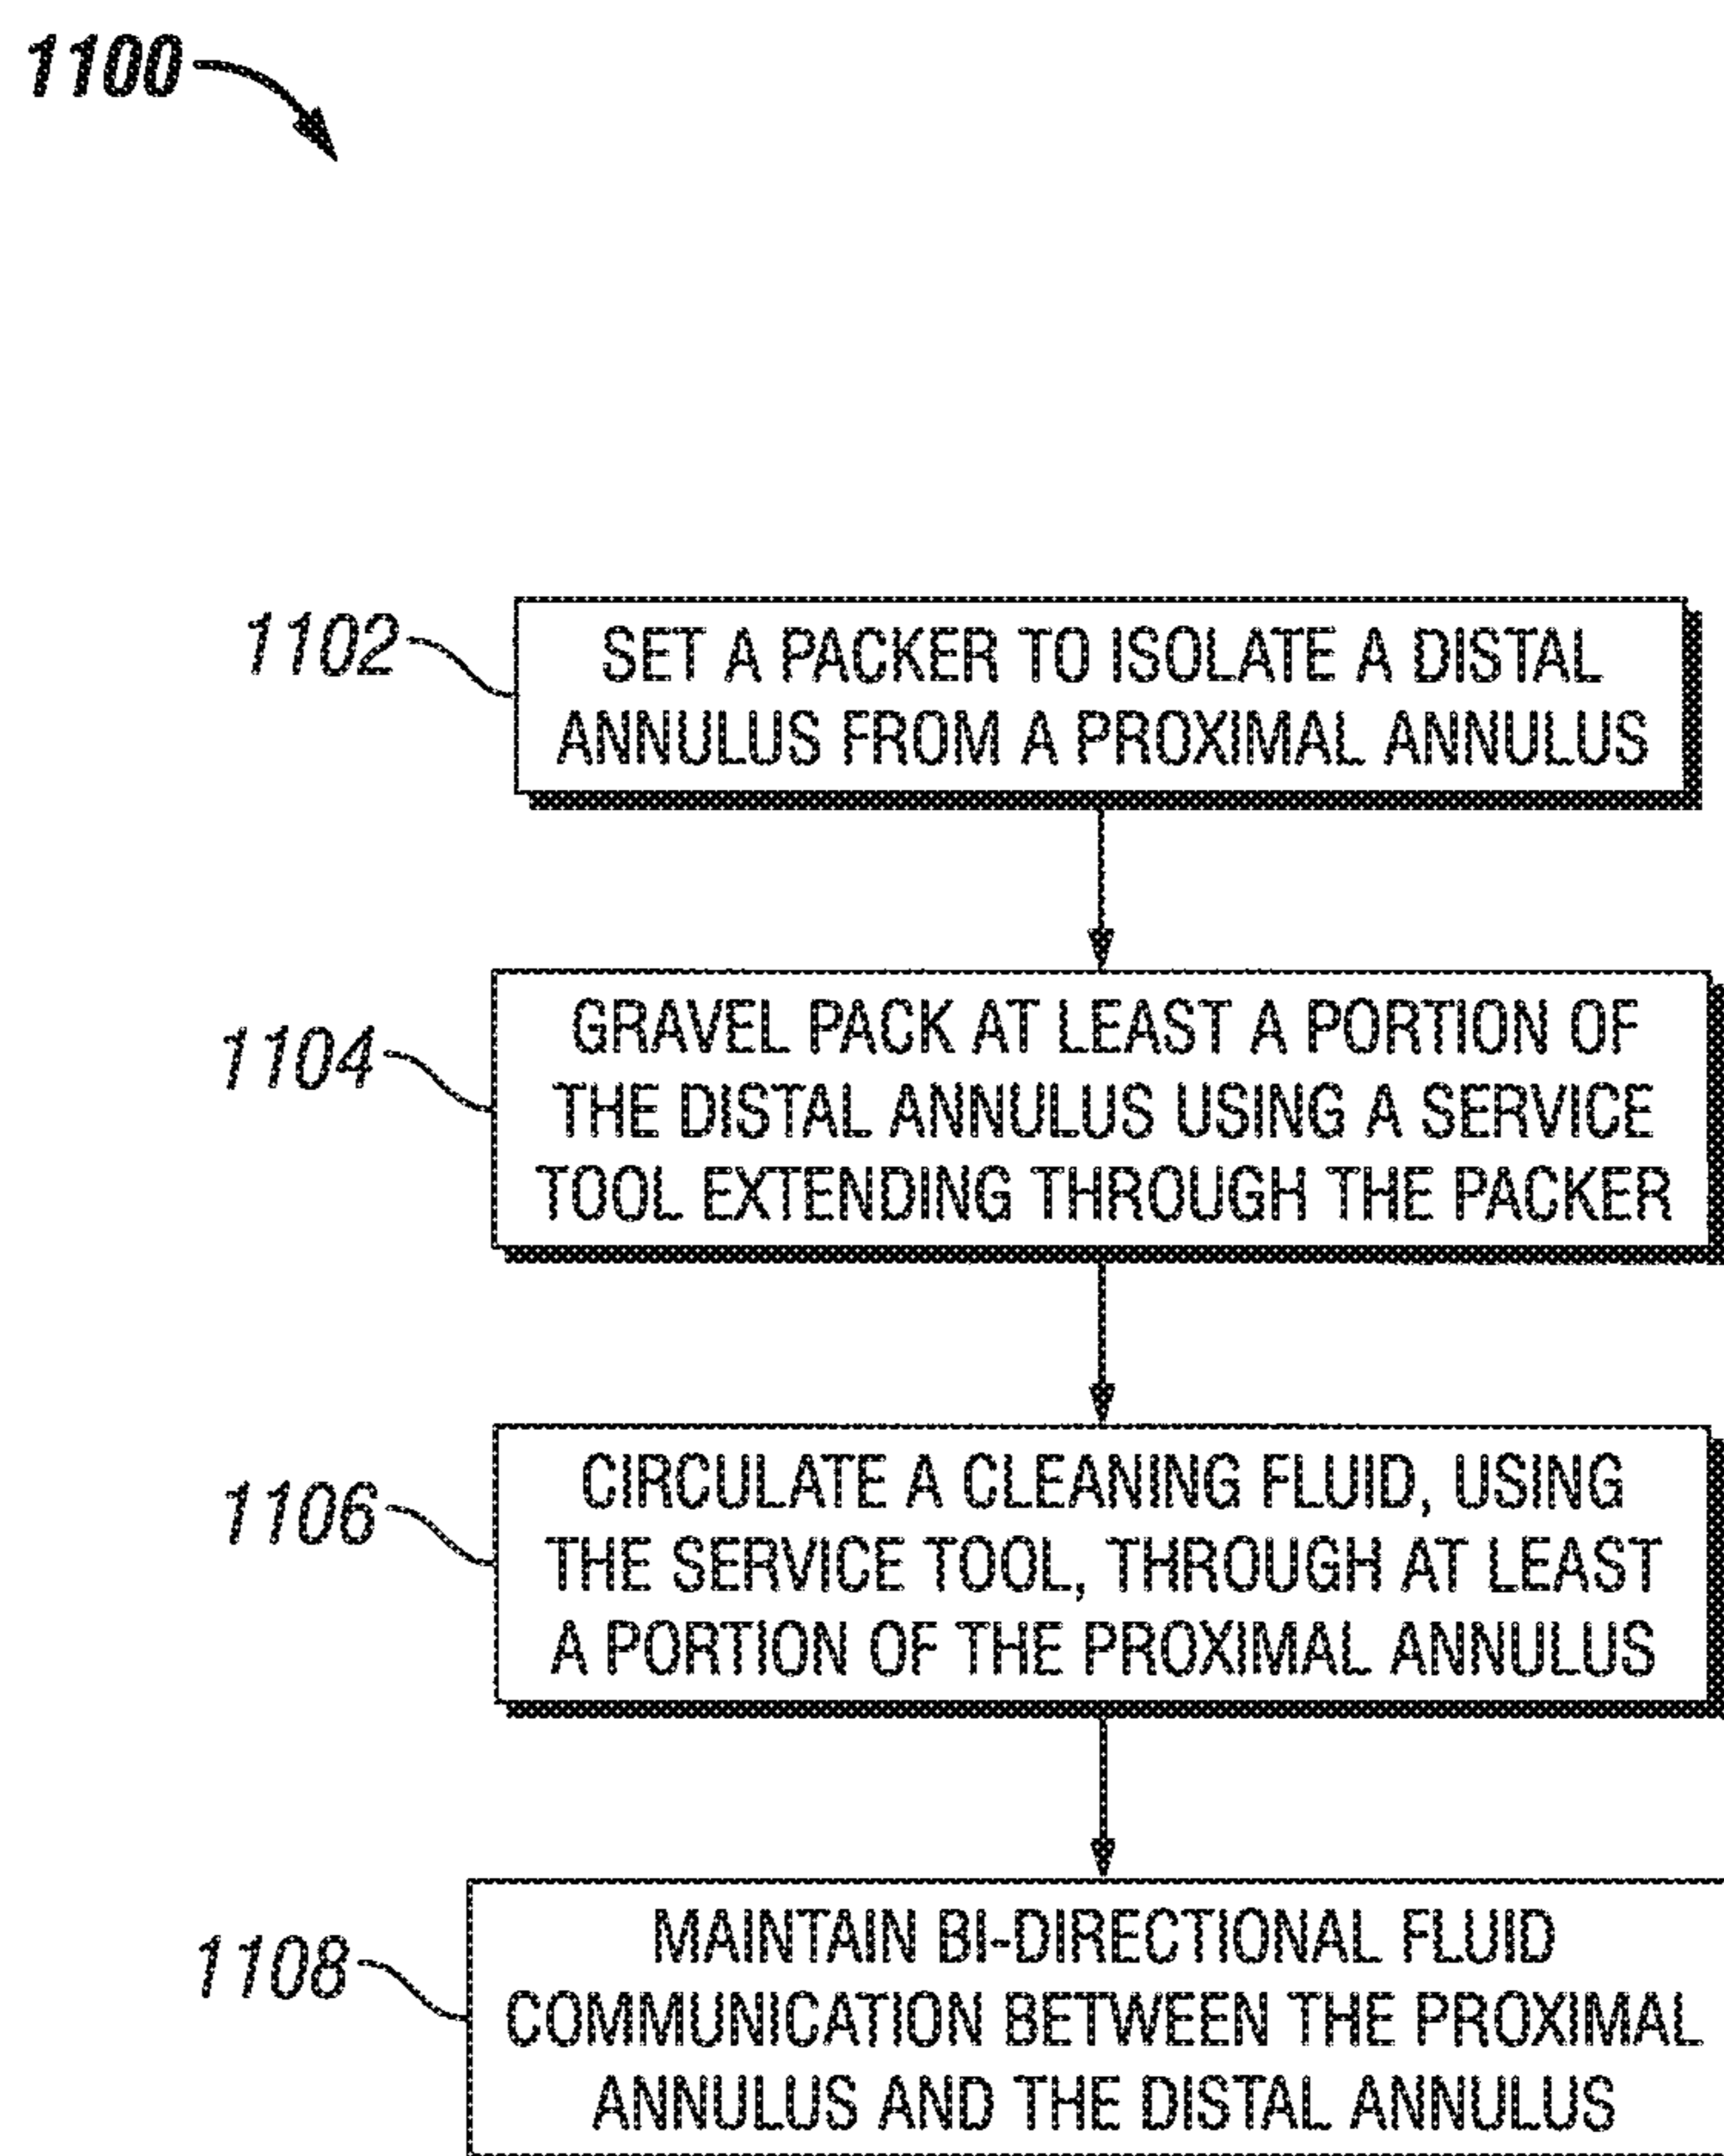 1100
1102
SET A PACKER TO ISOLATE A DISTAL
ANNULUS FROM A PROXIMAL ANNULUS
1104
GRAVEL PACK AT LEAST A PORTION OF
THE DISTAL ANNULUS USING A SERVICE
TOOL EXTENDING THROUGH THE PACKER
1106
CIRCULATE A CLEANING FLUID, USING
THE SERVICE TOOL, THROUGH AT LEAST
A PORTION OF THE PROXIMAL ANNULUS
1108
MAINTAIN BI-DIRECTIONAL FLUID
COMMUNICATION BETWEEN THE PROXIMAL
ANNULUS AND THE DISTAL ANNULUS